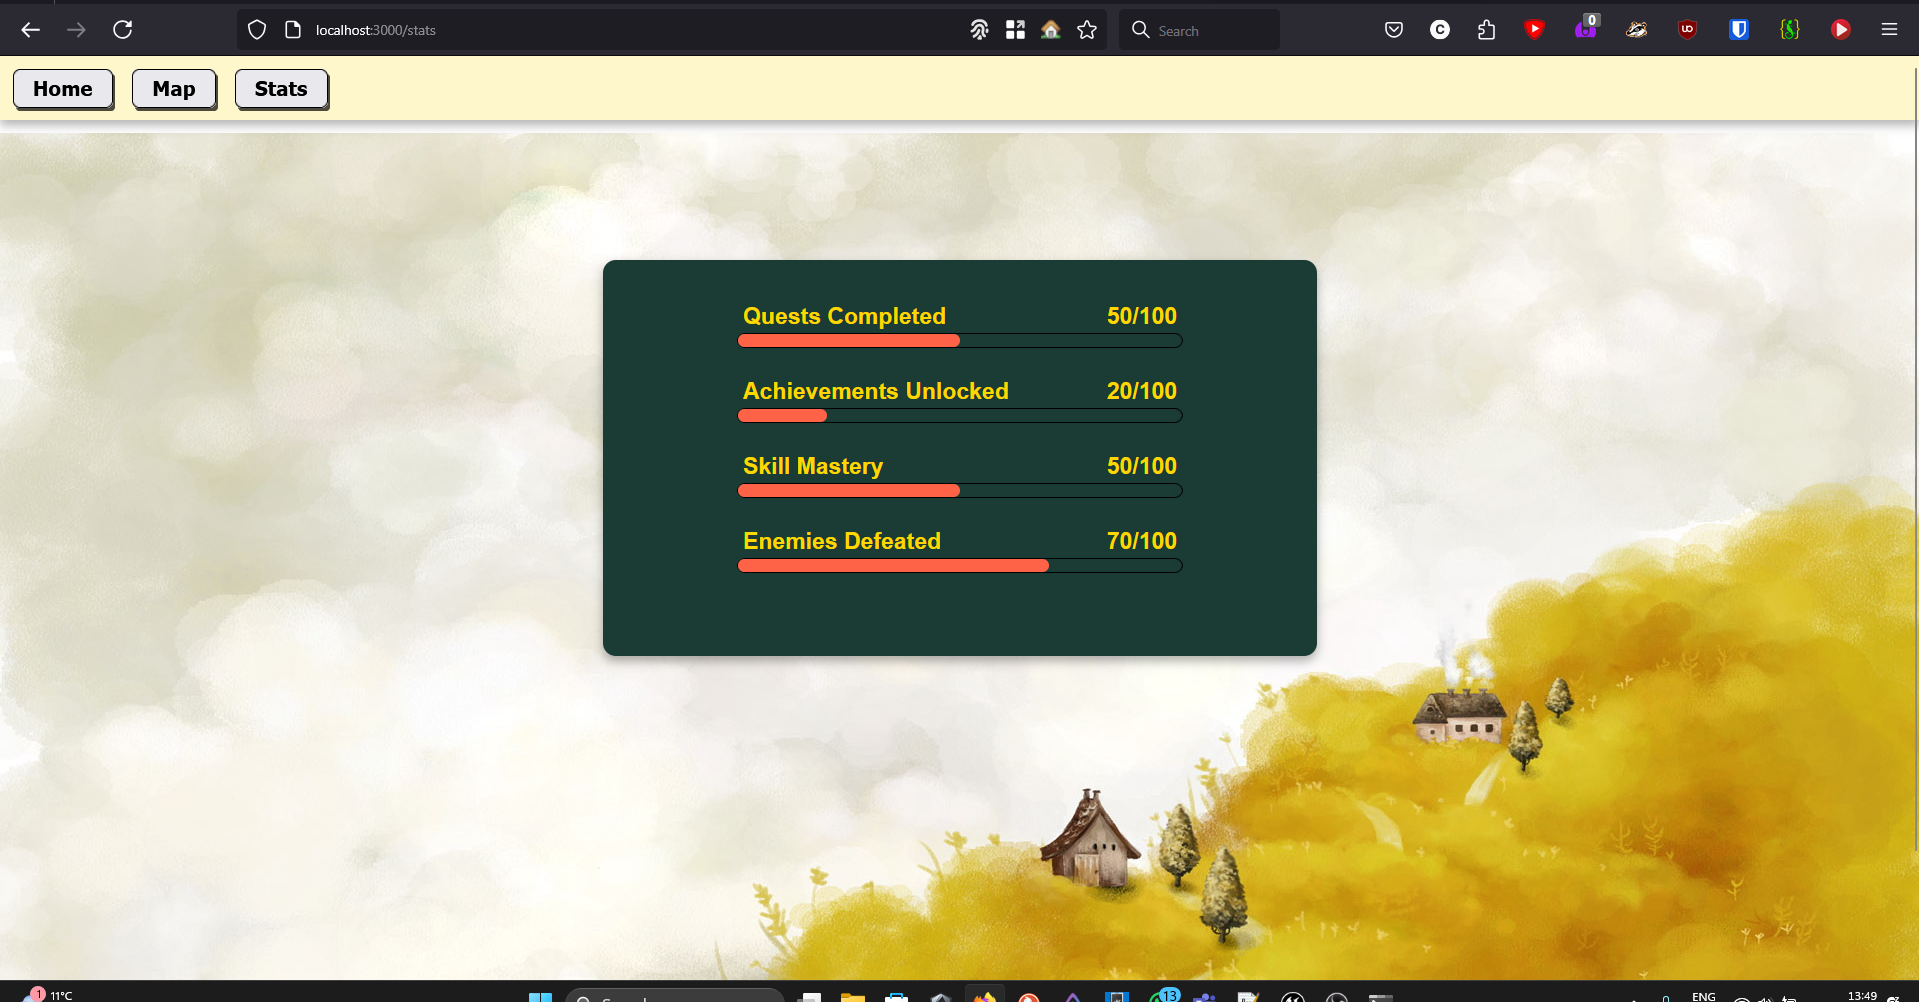 localhost:3000/stats
Search
0
Home Map Stats
Quests Completed 50/100
Achievements Unlocked 20/100
Skill Mastery 50/100
Enemies Defeated 70/100
1 11°C
13
ENG
13:49